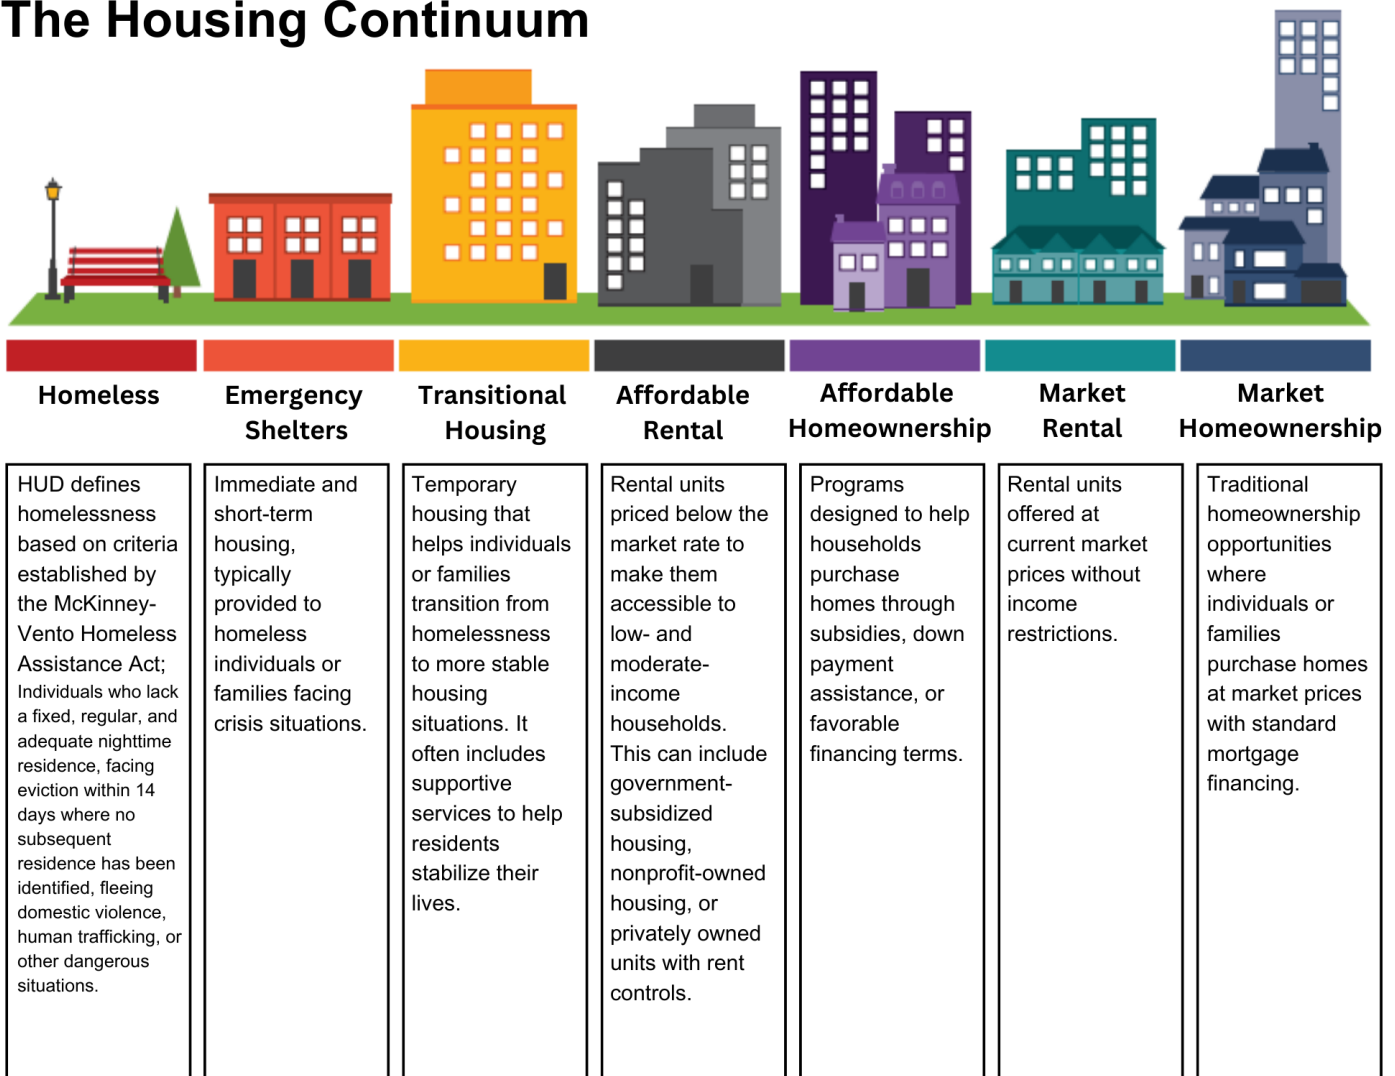 The Housing Continuum
Homeless
Emergency
Shelters
Transitional
Housing
Affordable
Rental
Affordable
Homeownership
Market
Rental
Market
Homeownership
HUD defines
homelessness
based on criteria
established by
the McKinney-
Vento Homeless
Assistance Act;
Individuals who lack
a fixed, regular, and
adequate nighttime
residence, facing
eviction within 14
days where no
subsequent
residence has been
identified, fleeing
domestic violence,
human trafficking, or
other dangerous
situations.
Immediate and
short-term
housing,
typically
provided to
homeless
individuals or
families facing
crisis situations.
Temporary
housing that
helps individuals
or families
transition from
homelessness
to more stable
housing
situations. It
often includes
supportive
services to help
residents
stabilize their
lives.
Rental units
priced below the
market rate to
make them
accessible to
low- and
moderate-
income
households.
This can include
government-
subsidized
housing,
nonprofit-owned
housing, or
privately owned
units with rent
controls.
Programs
designed to help
households
purchase
homes through
subsidies, down
payment
assistance, or
favorable
financing terms.
Rental units
offered at
current market
prices without
income
restrictions.
Traditional
homeownership
opportunities
where
individuals or
families
purchase homes
at market prices
with standard
mortgage
financing.